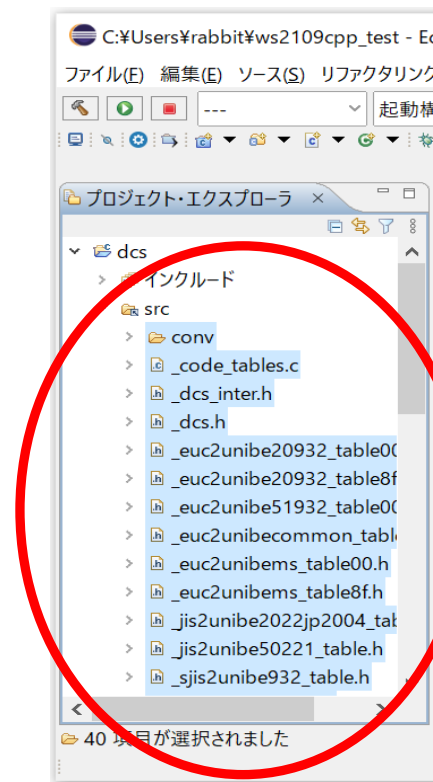 C:¥Users¥rabbit¥ws2109cpp_test - Ec
ファイル(F) 編集(E) ソース(S) リファクタリング
--- 起動構
プロジェクト・エクスプローラ ×
dcs
インクルード
src
conv
_code_tables.c
_dcs_inter.h
_dcs.h
_euc2unibe20932_table00
_euc2unibe20932_table8f
_euc2unibe51932_table00
_euc2unibecommon_table
_euc2unibems_table00.h
_euc2unibems_table8f.h
_jis2unibe2022jp2004_tab
_jis2unibe50221_table.h
_sjis2unibe932_table.h
40 項目が選択されました